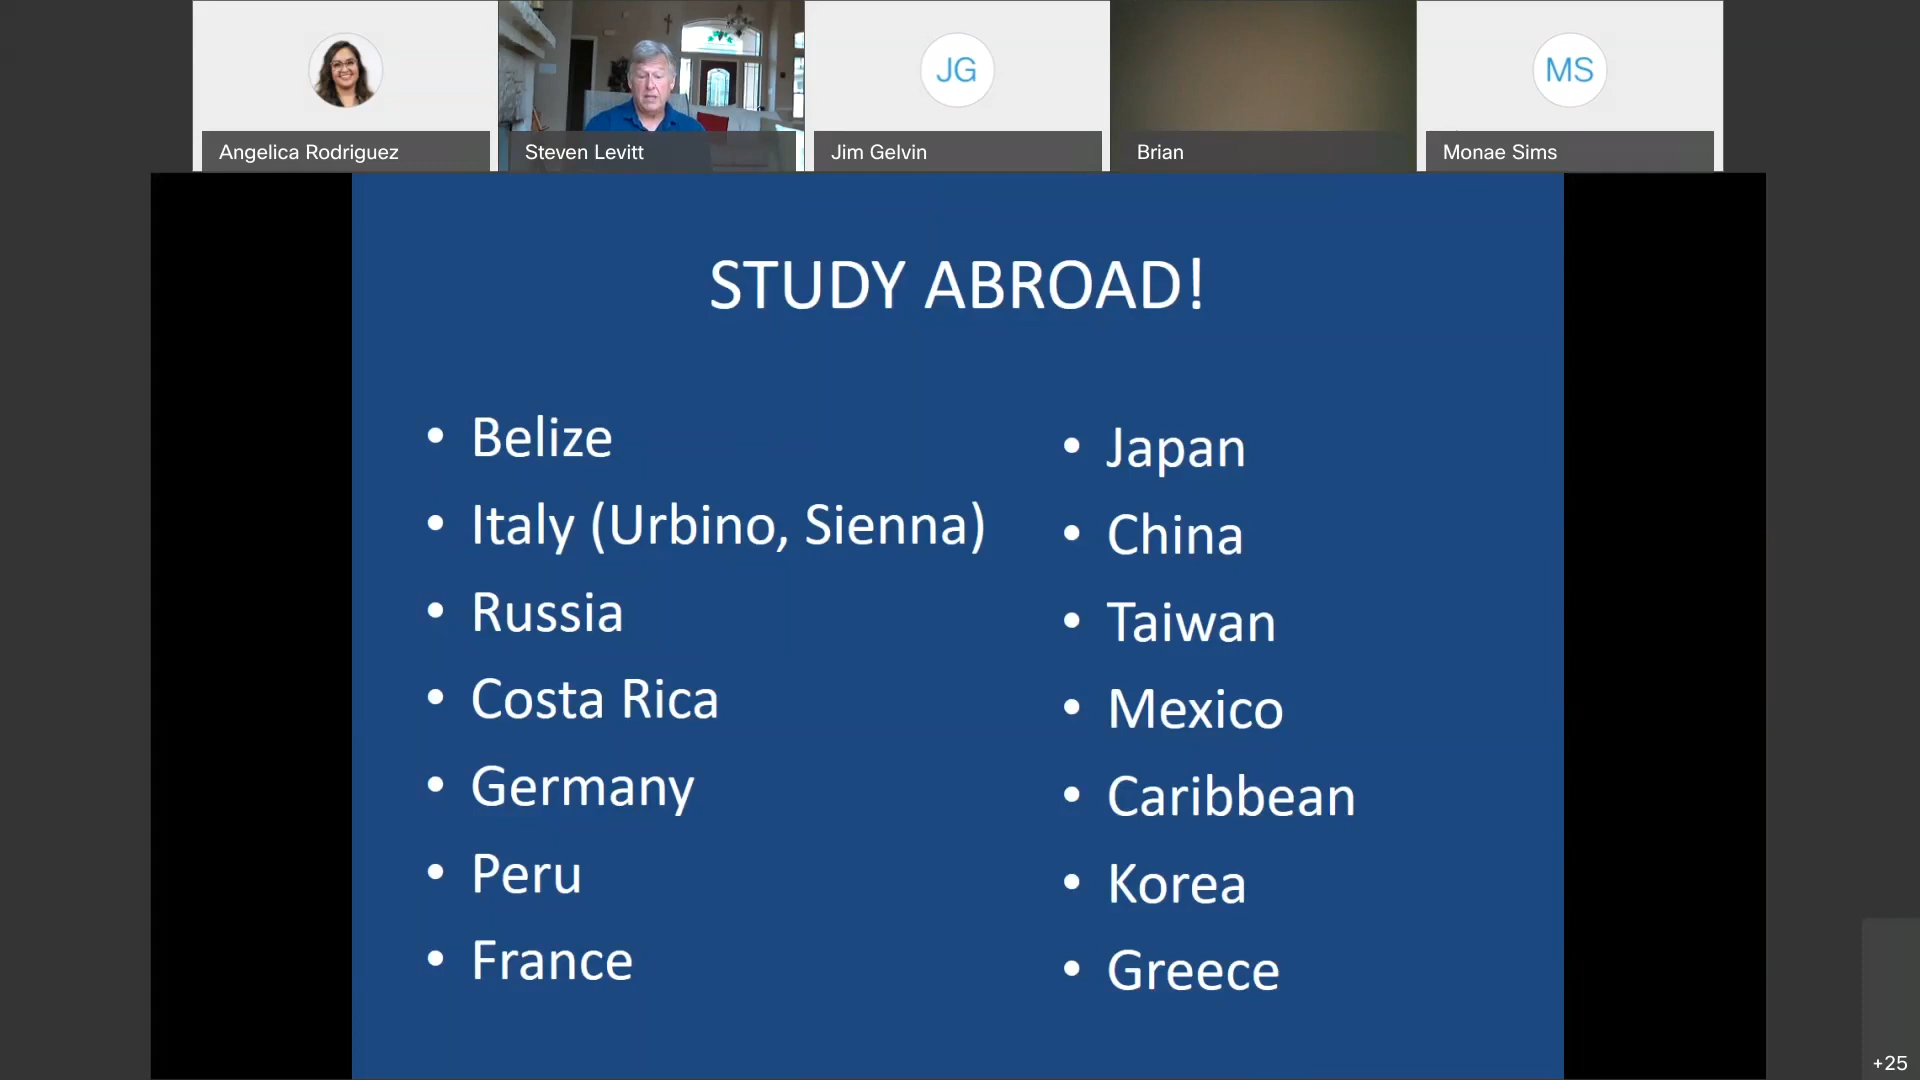 JG
MS
Angelica Rodriguez
Steven Levitt
Jim Gelvin
Brian
Monae Sims
STUDY ABROAD!
• Belize
• Italy (Urbino, Sienna)
• Russia
• Costa Rica
• Germany
• Peru
• France
• Japan
• China
• Taiwan
• Mexico
• Caribbean
• Korea
• Greece
+25